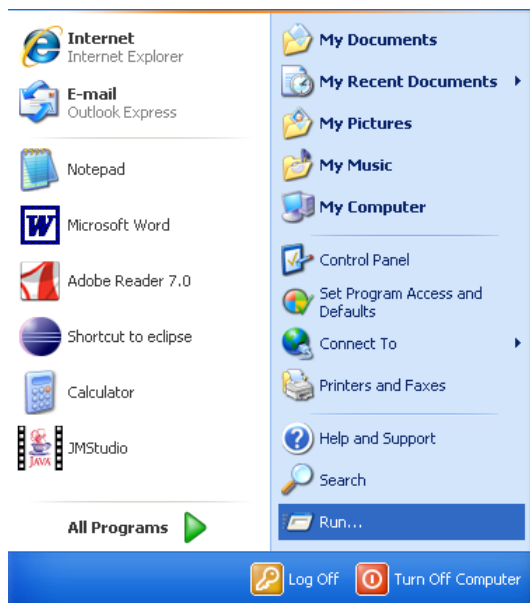 Internet
Internet Explorer
E-mail
Outlook Express
Notepad
W
Microsoft Word
Adobe Reader 7.0
Shortcut to eclipse
Calculator
JAVA
JMStudio
All Programs
My Documents
My Recent Documents
My Pictures
My Music
My Computer
Control Panel
Set Program Access and
Defaults
Connect To
Printers and Faxes
Help and Support
Search
Run...
Log Off
Turn Off Computer